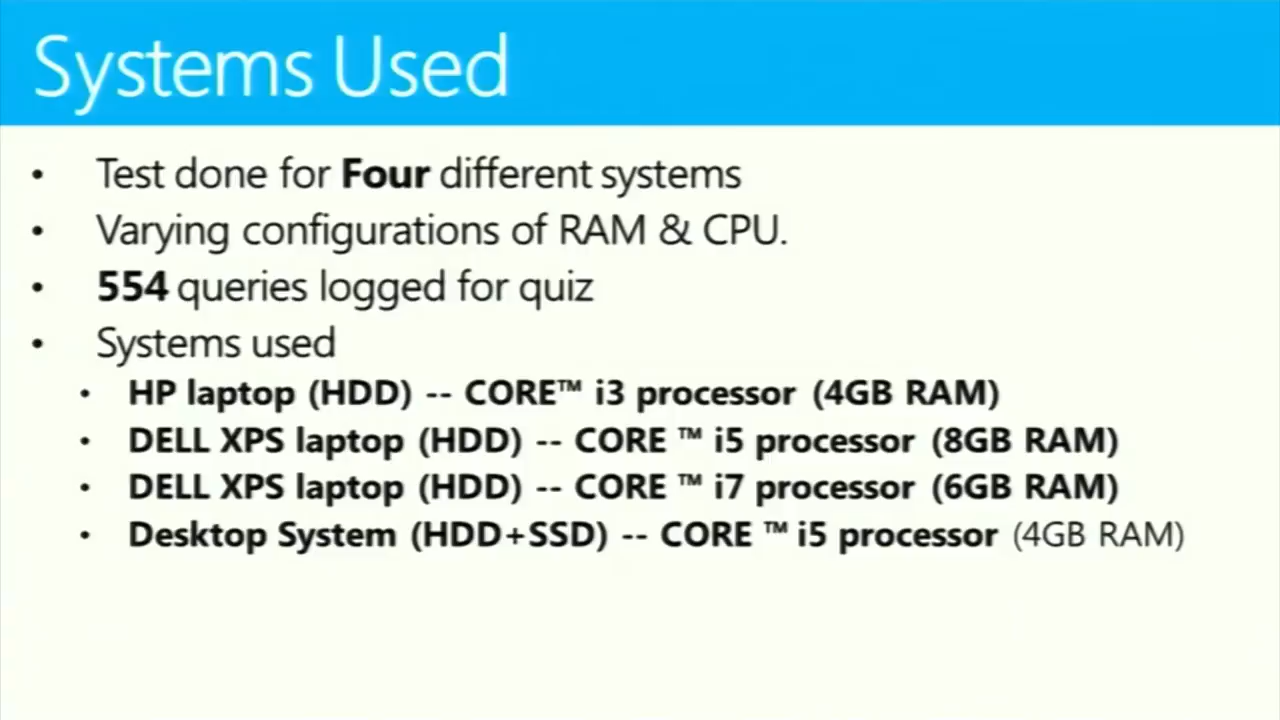 Systems Used
• Test done for Four different systems
• Varying configurations of RAM & CPU.
• 554 queries logged for quiz
• Systems used
• HP laptop (HDD) -- CORE™ i3 processor (4GB RAM)
• DELL XPS laptop (HDD) -- CORE ™ i5 processor (8GB RAM)
• DELL XPS laptop (HDD) -- CORE ™ i7 processor (6GB RAM)
• Desktop System (HDD+SSD) -- CORE ™ i5 processor (4GB RAM)